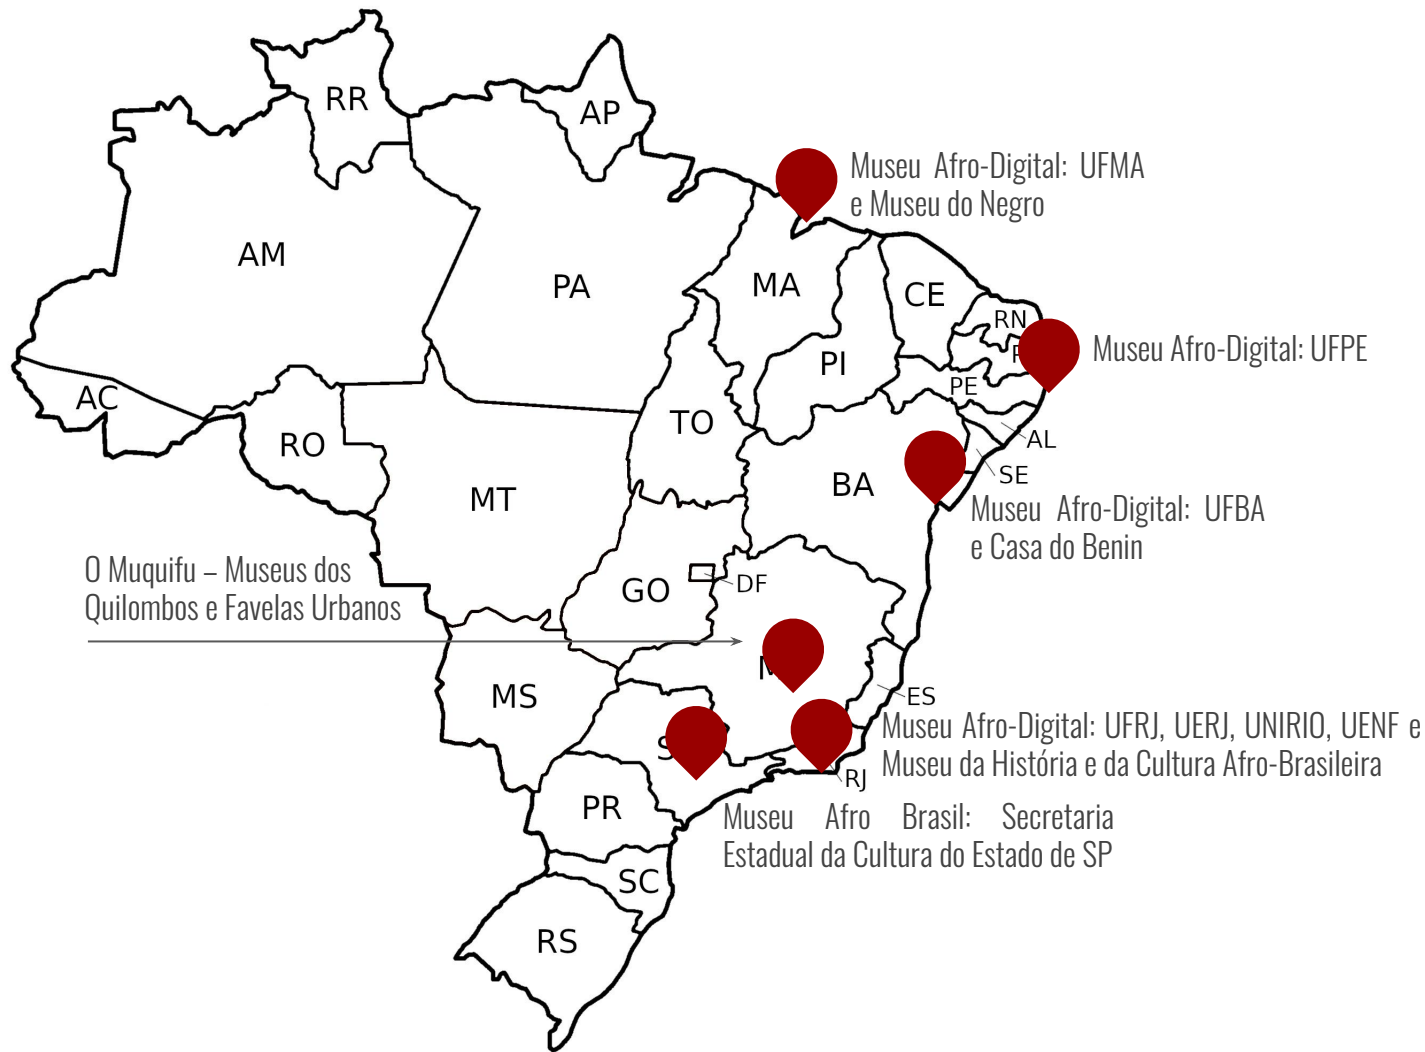 RR
AP
Museu Afro-Digital: UFMA
e Museu do Negro
AM
PA
MA
CE
RN
Museu Afro-Digital: UFPE
PI
PE
AC
TO
RO
AL
BA
SE
MT
Museu Afro-Digital: UFBA
e Casa do Benin
O Muquifu – Museus dos
Quilombos e Favelas Urbanos
GO
DF
MS
ES
Museu Afro-Digital: UFRJ, UERJ, UNIRIO, UENF e
Museu da História e da Cultura Afro-Brasileira
RJ
PR
Museu Afro Brasil: Secretaria
Estadual da Cultura do Estado de SP
SC
RS